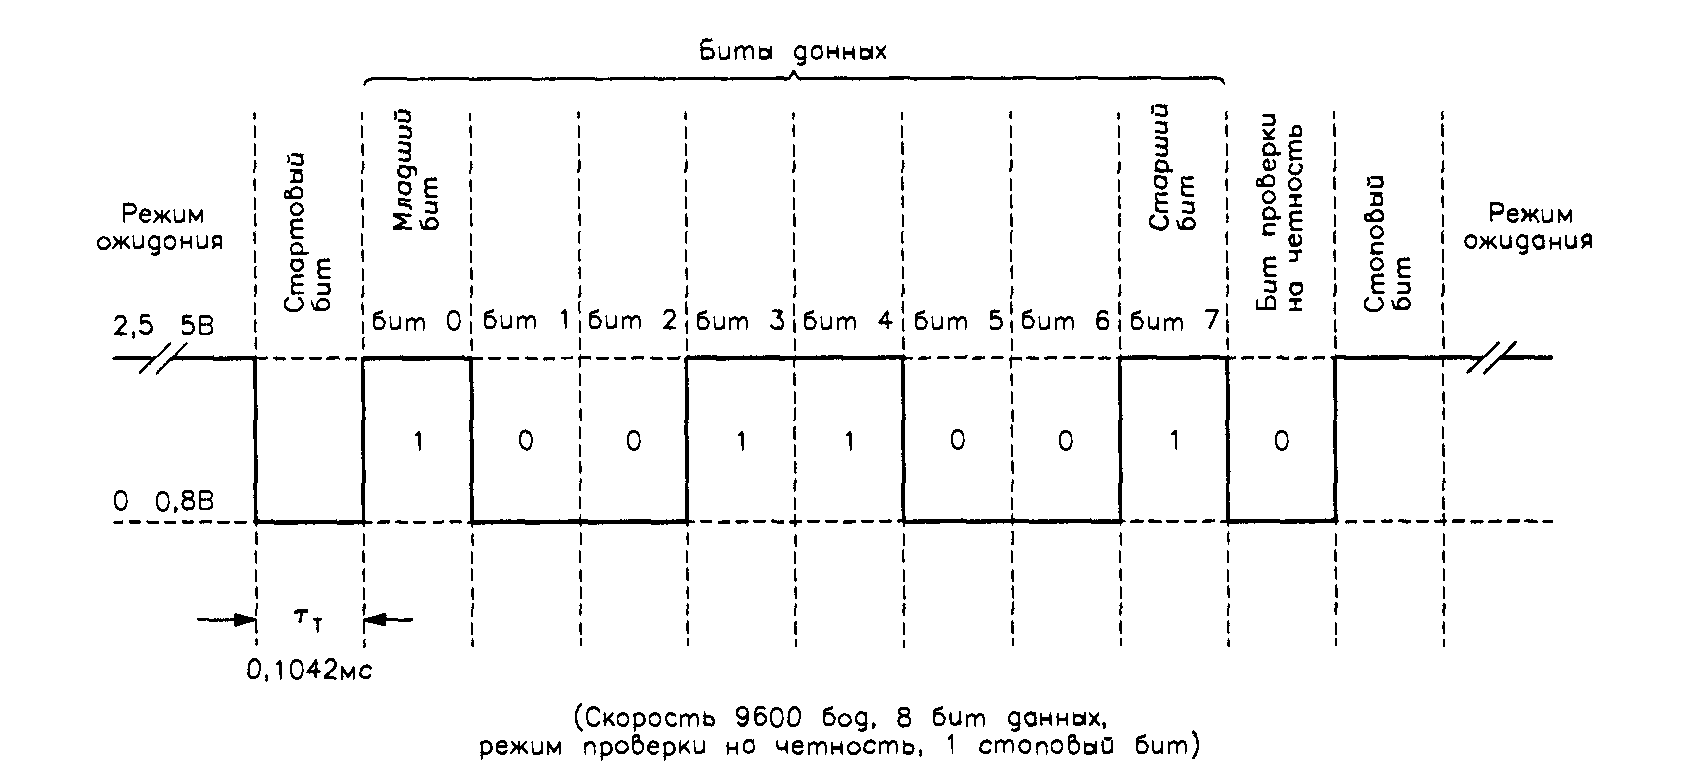 Биты донных
Режим
ожидония
Стартовый
бит
Младший
бит
Старший
бит
Бит проверки
на четность
Стоповый
бит
Режим
ожидания
2,5 5В
бит 0 бит 1 бит 2 бит 3 бит 4 бит 5 бит 6 бит 7
1 0 0 1 1 0 0 1 0
0 0,8В
τт
0,1042мс
(Скорость 9600 бод, 8 бит данных,
режим проверки но четность, 1 стоповый бит)